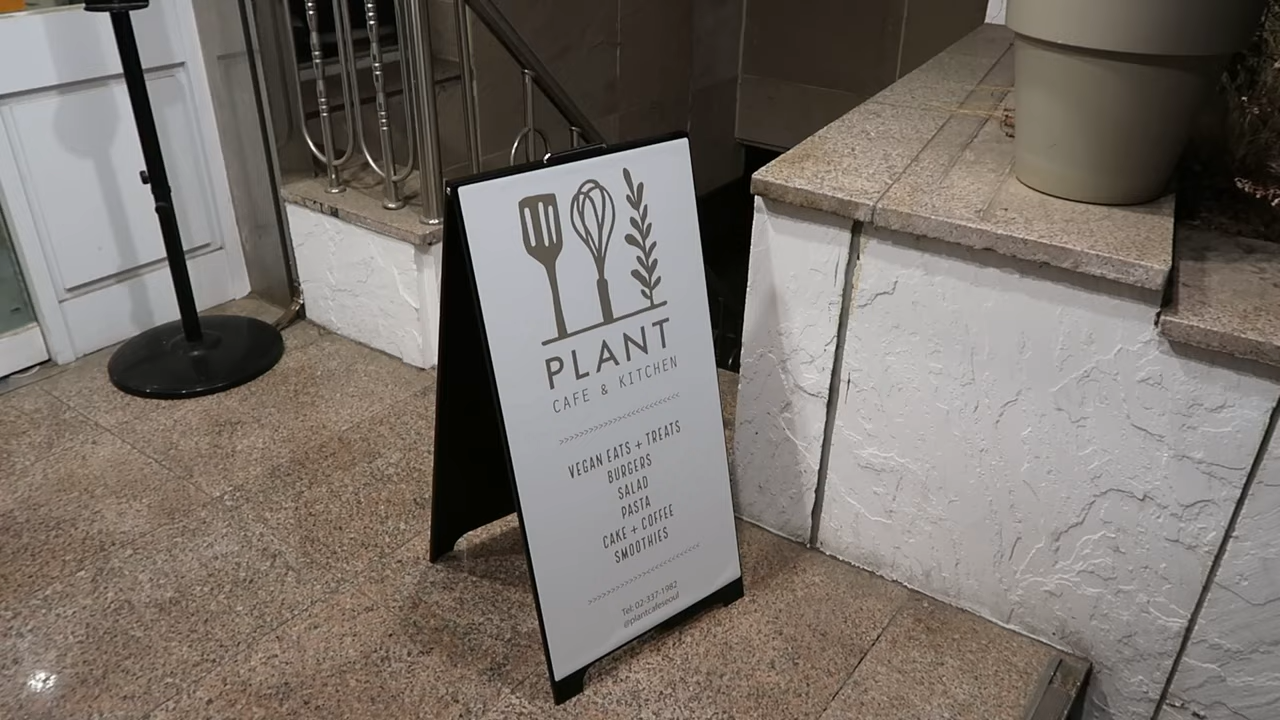 PLANT
CAFE & KITCHEN
>>>>>>>>>>>>><<<<<<<<<<<<<
VEGAN EATS + TREATS
BURGERS
SALAD
PASTA
CAKE + COFFEE
SMOOTHIES
>>>>>>>>>>>>><<<<<<<<<<<<<
Tel: 02-337-1982
@plantcafeseoul